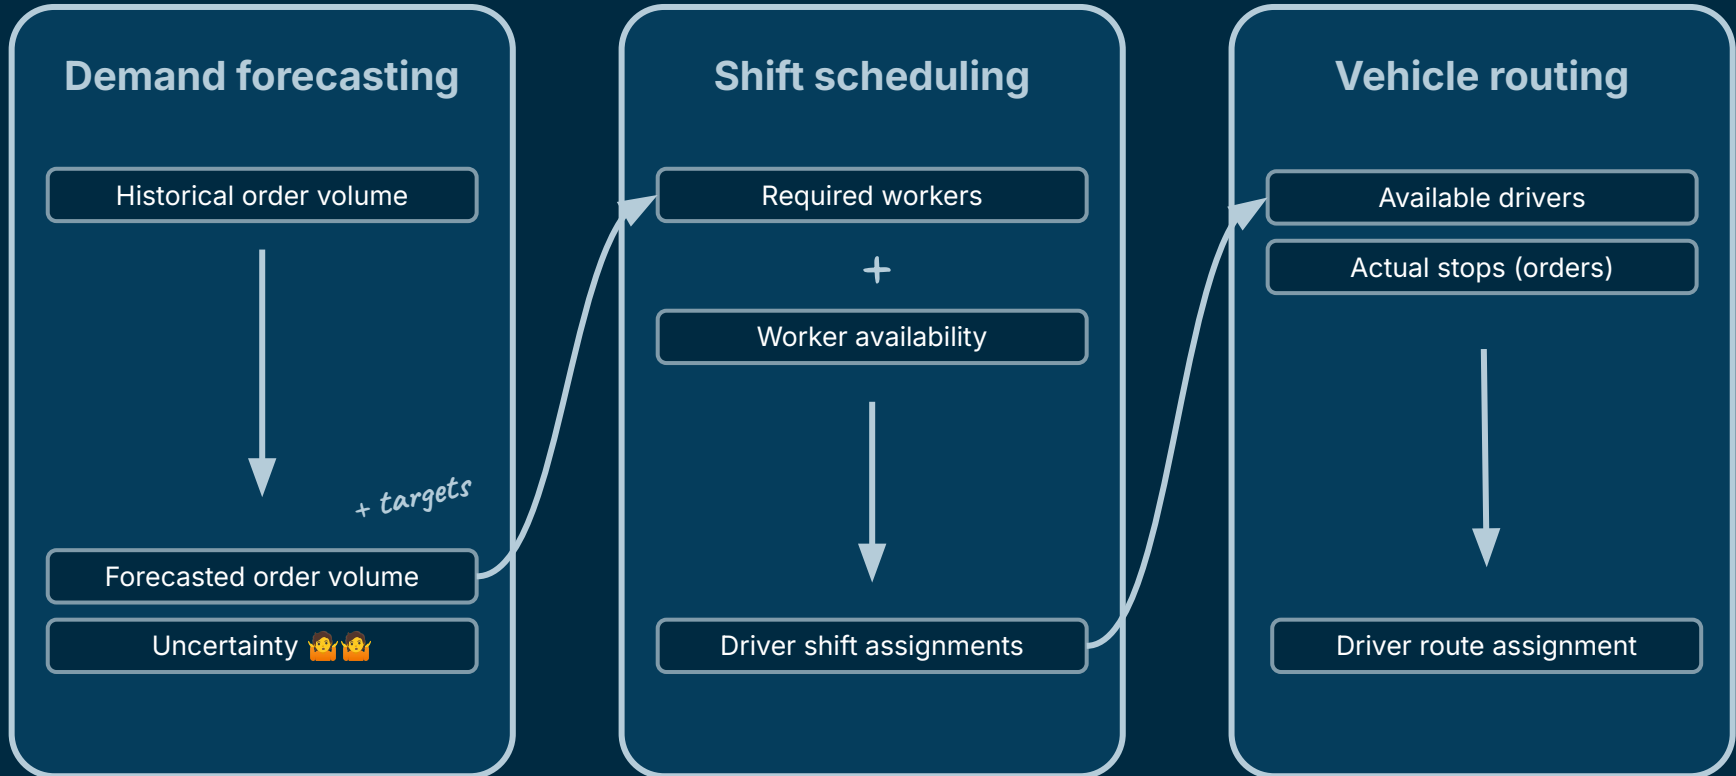 Demand forecasting
Historical order volume
+ targets
Forecasted order volume
Uncertainty 🤷🤷
Shift scheduling
Required workers
+
Worker availability
Driver shift assignments
Vehicle routing
Available drivers
Actual stops (orders)
Driver route assignment